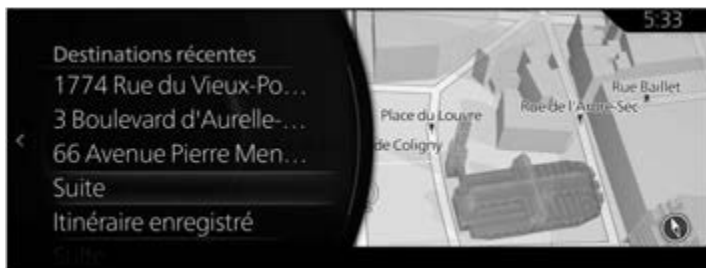 5:33
Destinations récentes
1774 Rue du Vieux-Po...
3 Boulevard d'Aurelle-...
66 Avenue Pierre Men...
Suite
Itinéraire enregistré
Suite
Rue Baillet
Place du Louvre
Rue de l'Arbre-Sec
de Coligny